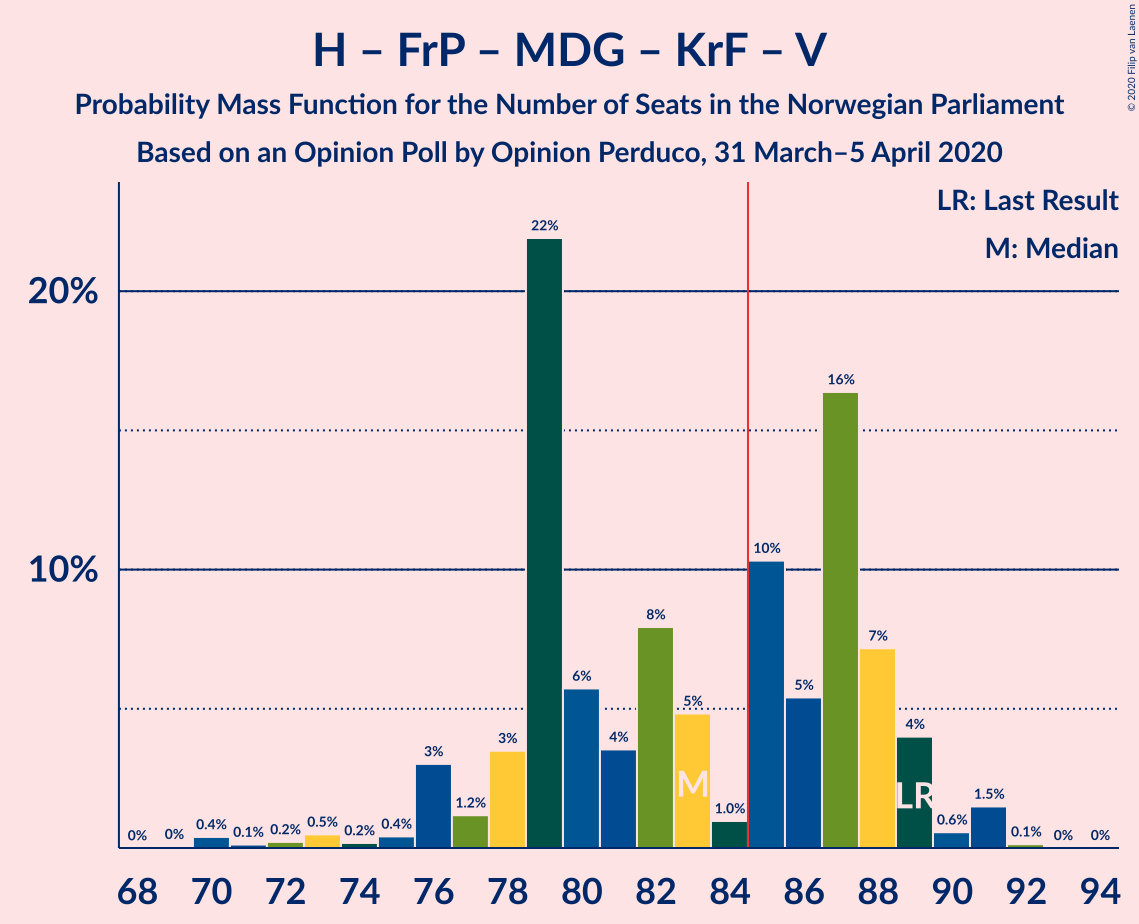 H – FrP – MDG – KrF – V
Probability Mass Function for the Number of Seats in the Norwegian Parliament
Based on an Opinion Poll by Opinion Perduco, 31 March–5 April 2020
© 2020 Filip van Laenen
LR: Last Result
M: Median
20%
10%
0% 0% 0.4% 0.1% 0.2% 0.5% 0.2% 0.4% 3% 1.2% 3% 22% 6% 4% 8% 5% 1.0% 10% 5% 16% 7% 4% 0.6% 1.5% 0.1% 0% 0%
M LR
68 70 72 74 76 78 80 82 84 86 88 90 92 94